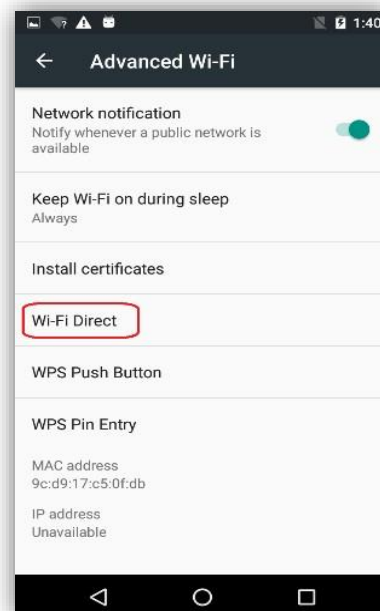 1:40
Advanced Wi-Fi
Network notification
Notify whenever a public network is
available
Keep Wi-Fi on during sleep
Always
Install certificates
Wi-Fi Direct
WPS Push Button
WPS Pin Entry
MAC address
9c:d9:17:c5:0f:db
IP address
Unavailable